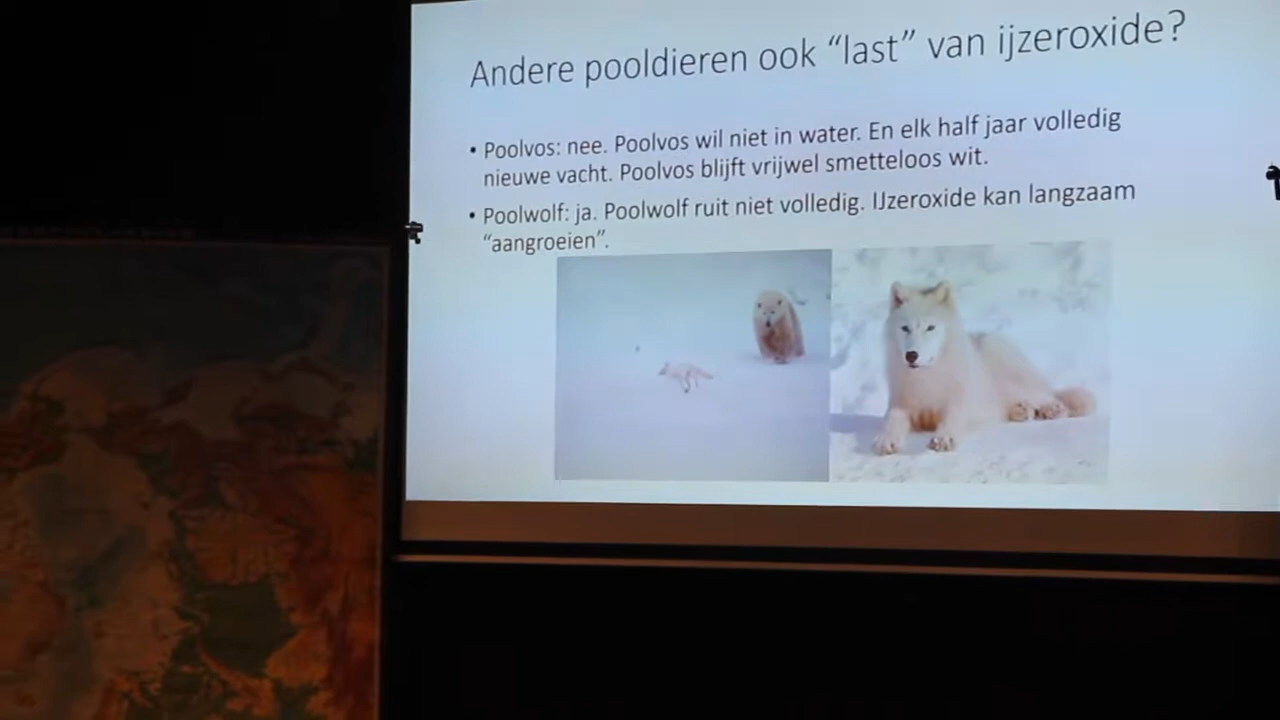 Andere pooldieren ook “last” van ijzeroxide?
• Poolvos: nee. Poolvos wil niet in water. En elk half jaar volledig
nieuwe vacht. Poolvos blijft vrijwel smetteloos wit.
• Poolwolf: ja. Poolwolf ruit niet volledig. IJzeroxide kan langzaam
“aangroeien”.